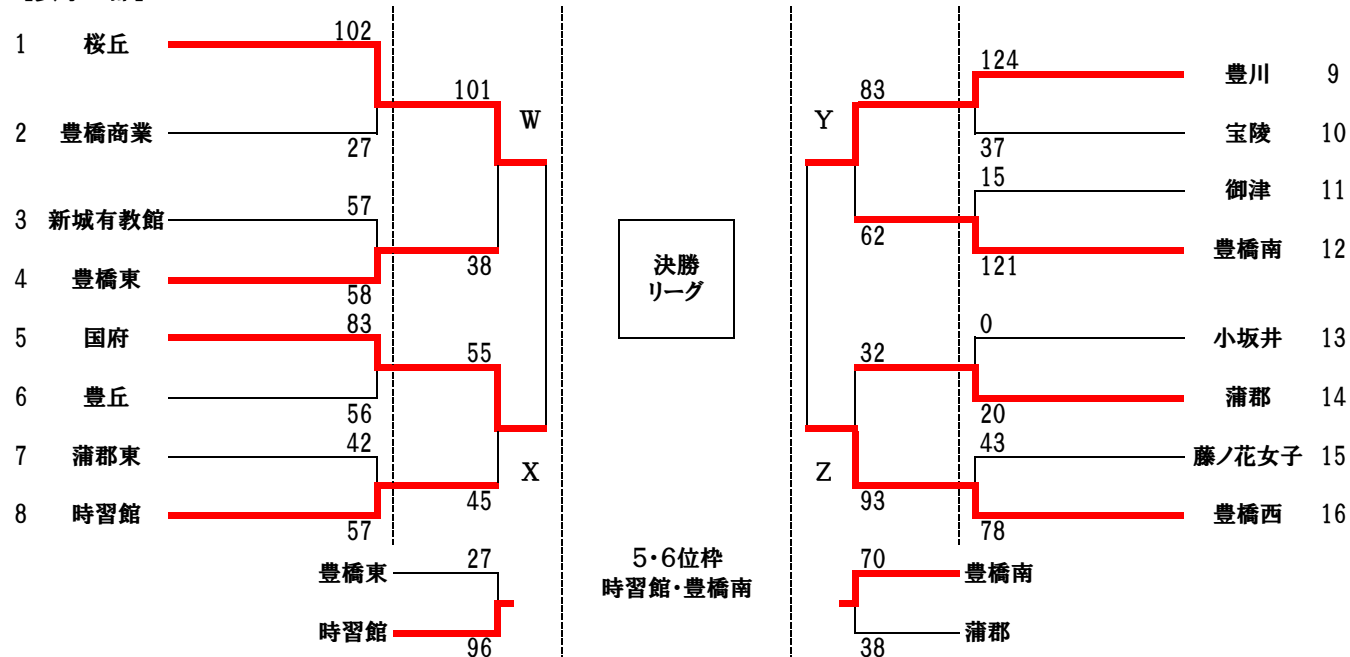 1 桜丘 102
2 豊橋商業 27
3 新城有教館 57
4 豊橋東 58
5 国府 83
6 豊丘 56
7 蒲郡東 42
8 時習館 57
101
38
W
55
45
X
豊橋東 27
時習館 96
決勝
リーグ
5・6位枠
時習館・豊橋南
Y
83
62
Z
32
93
124 豊川 9
37 宝陵 10
15 御津 11
121 豊橋南 12
0 小坂井 13
20 蒲郡 14
43 藤ノ花女子 15
78 豊橋西 16
70 豊橋南
38 蒲郡